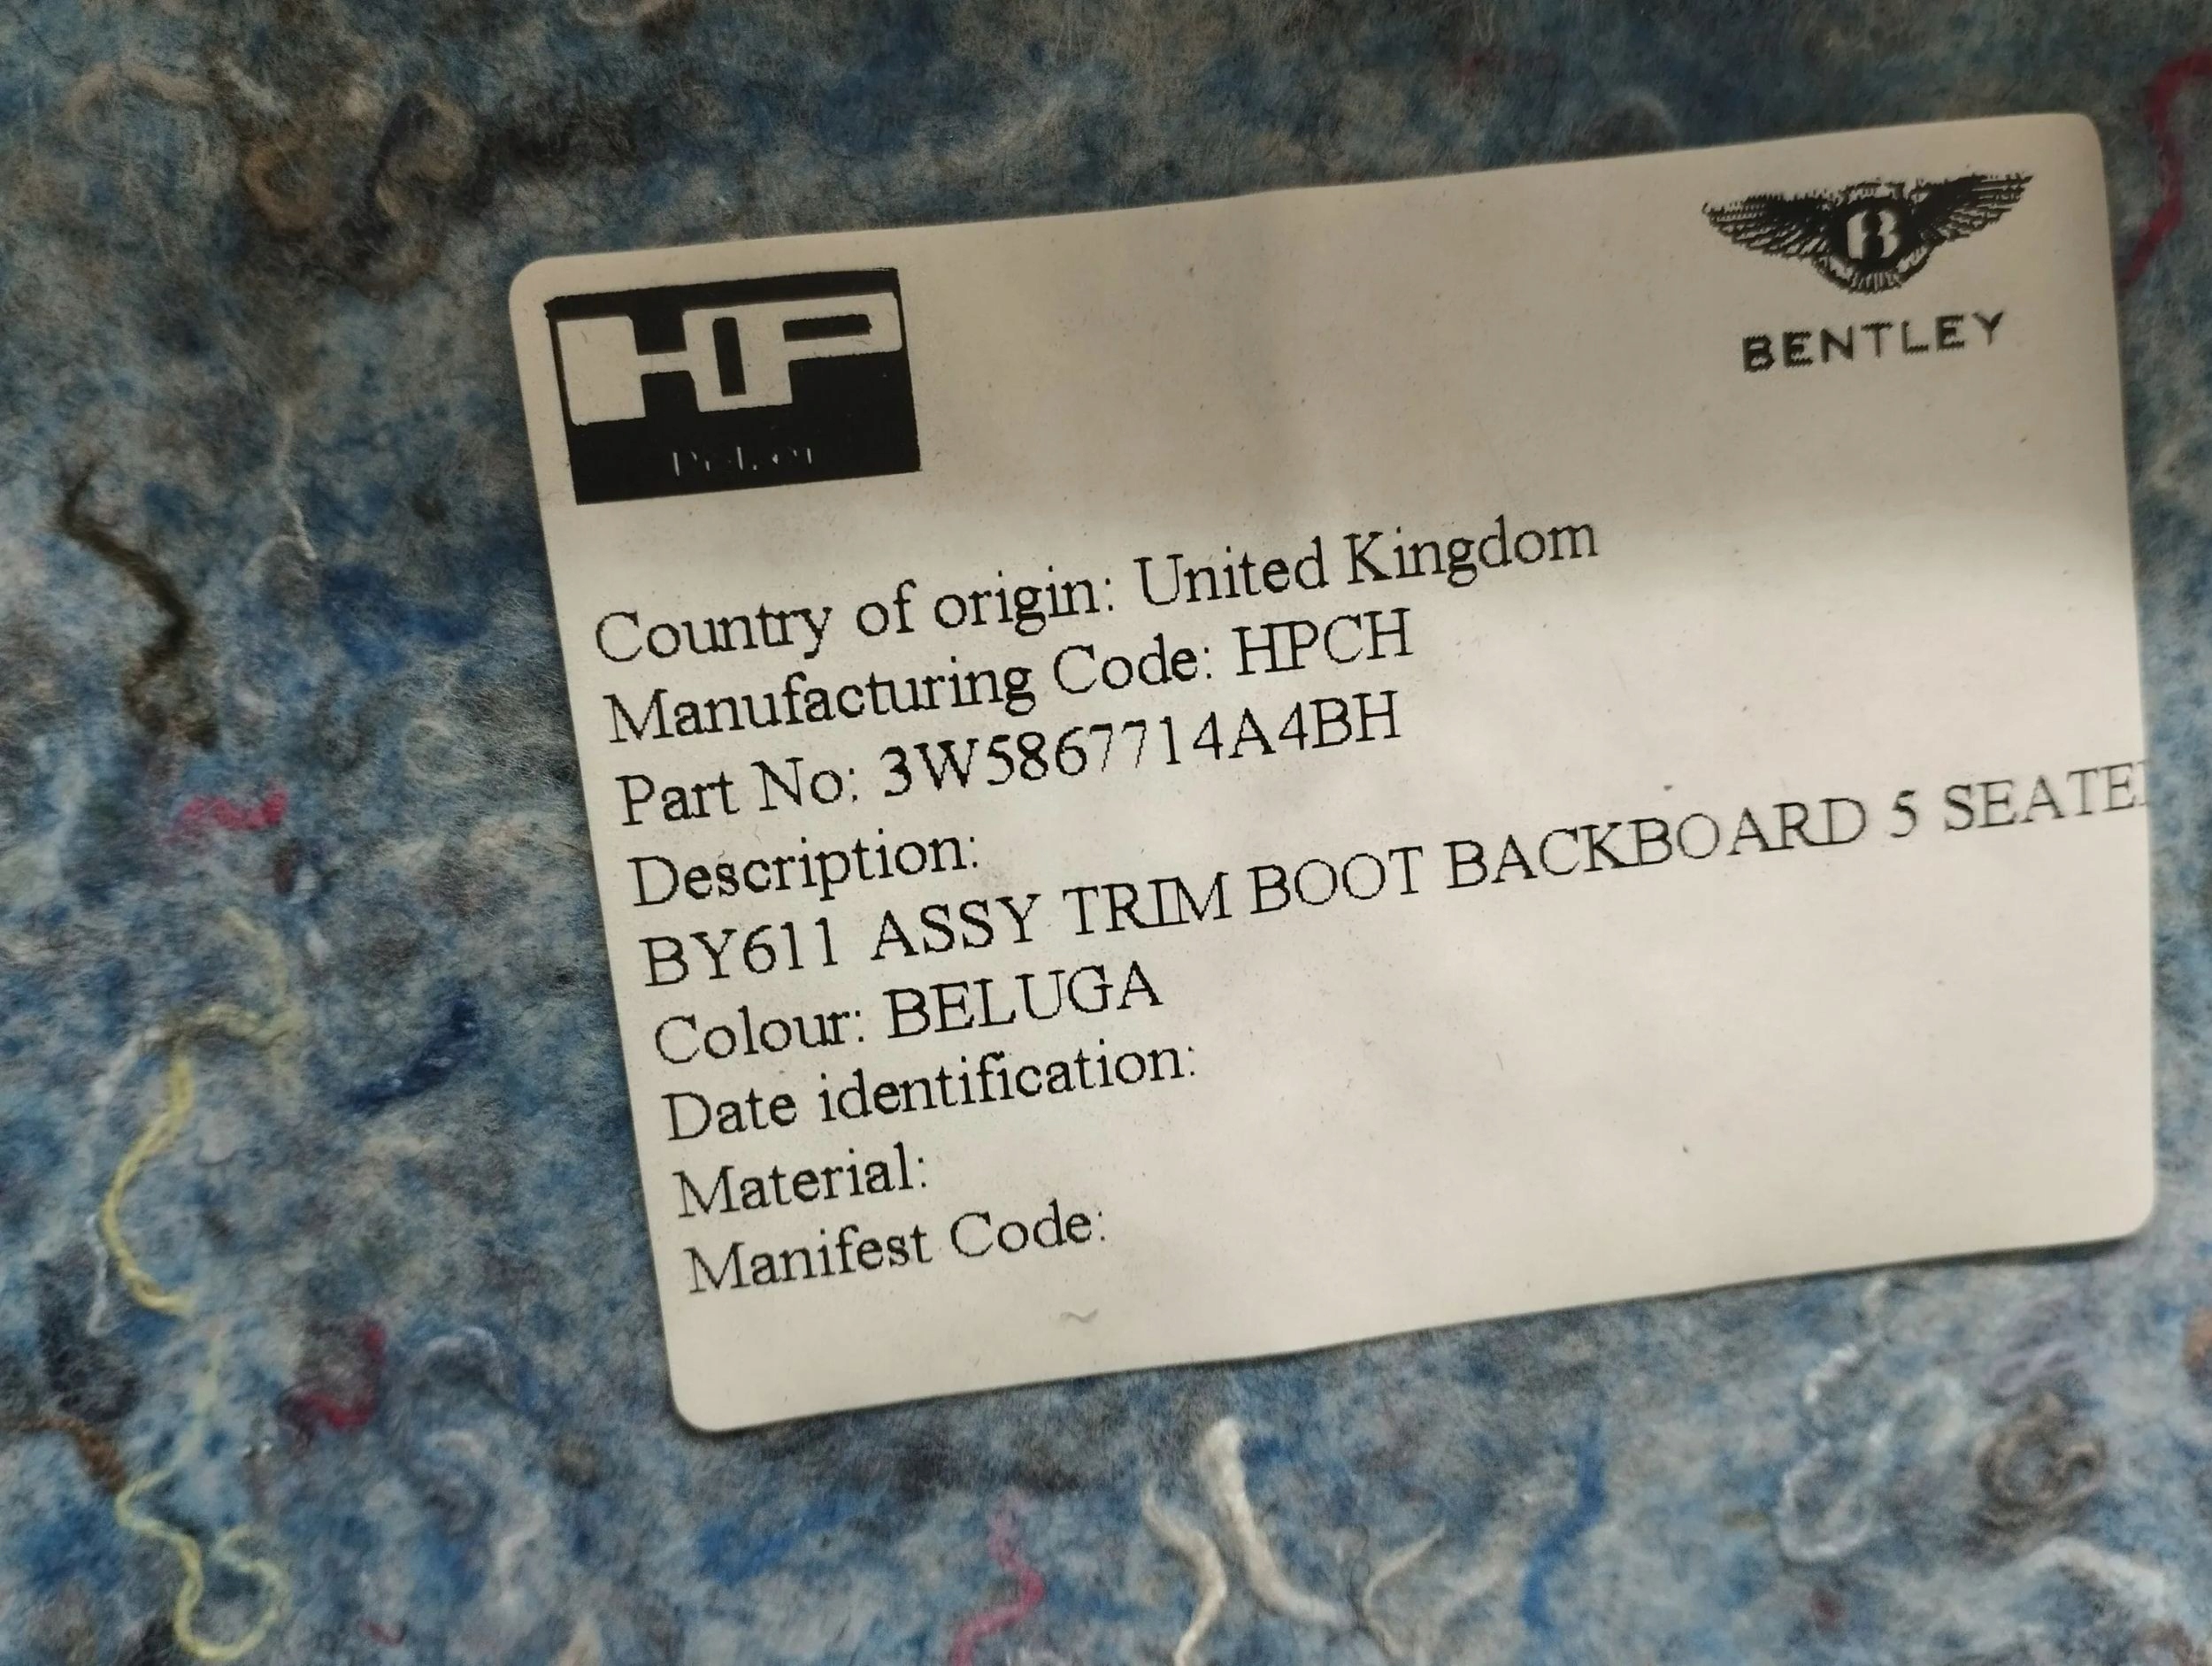 HP
B
BENTLEY
Country of origin: United Kingdom
Manufacturing Code: HPCH
Part No: 3W5867714A4BH
Description:
BY611 ASSY TRIM BOOT BACKBOARD 5 SEATE
Colour: BELUGA
Date identification:
Material:
Manifest Code: